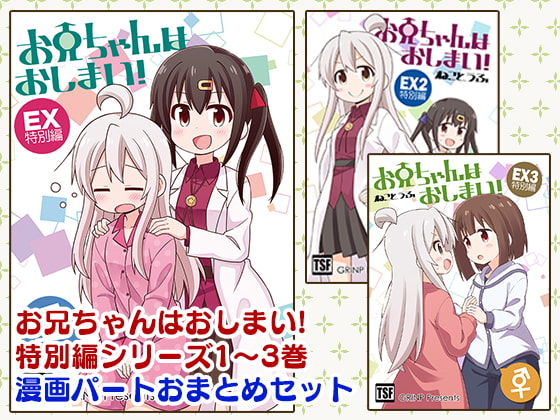 お兄ちゃんは
おしまい!
EX
特別編
お兄ちゃんは
おしまい!
ねことうふ
EX2
特別編
TSF
GRINP
お兄ちゃんは
おしまい!
ねことうふ
EX3
特別編
TSF
GRINP Presents
お兄ちゃんはおしまい!
特別編シリーズ1〜3巻
漫画パートおまとめセット